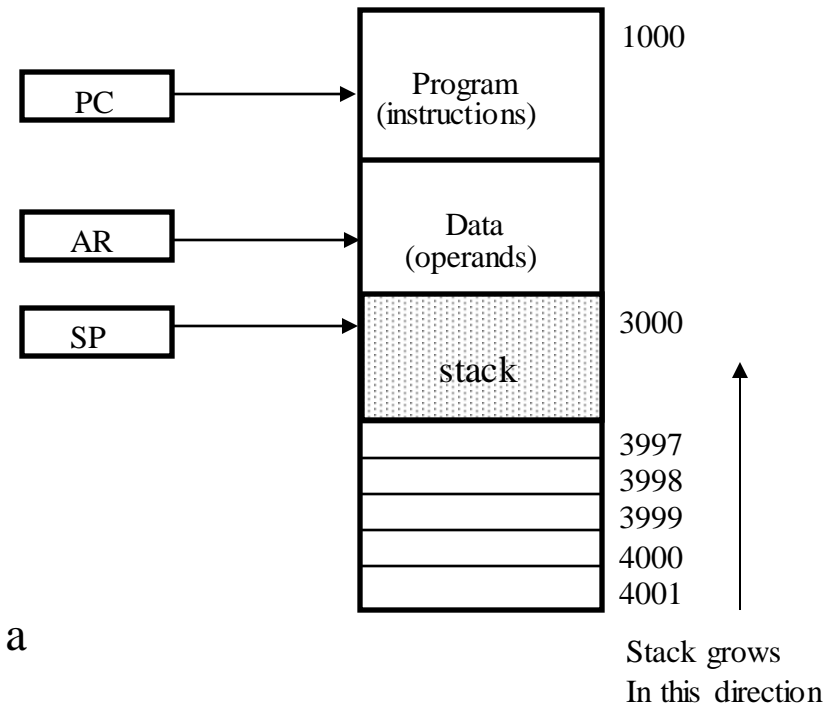 1000
PC
Program
(instructions)
AR
Data
(operands)
SP
3000
stack
3997
3998
3999
4000
4001
a
Stack grows
In this direction